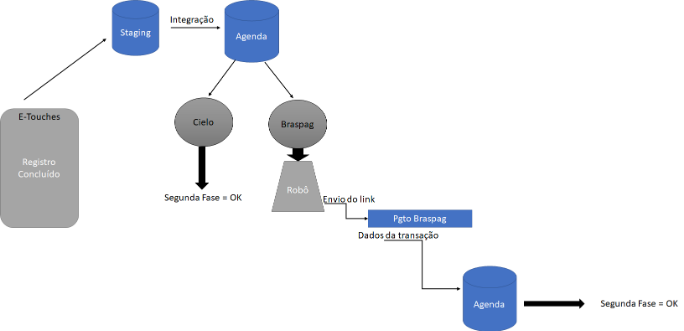 Integração
Staging
Agenda
E-Touches
Registro
Concluído
Cielo
Braspag
Segunda Fase = OK
Robô
Envio do link
Pgto Braspag
Dados da transação
Agenda
Segunda Fase = OK